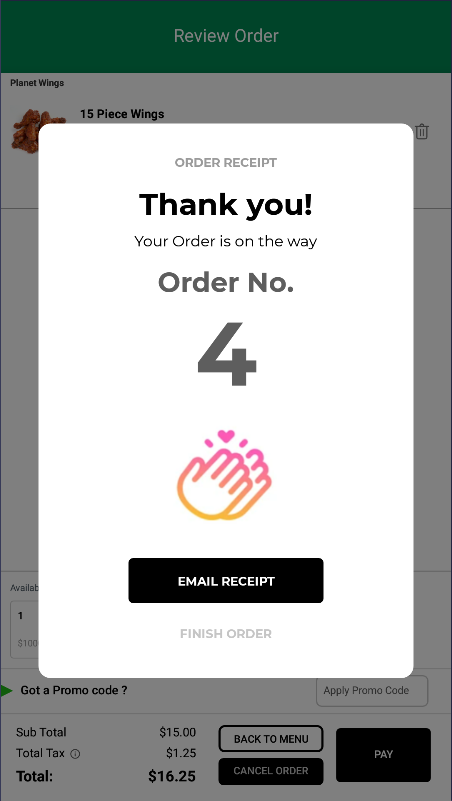 Review Order
Planet Wings
15 Piece Wings
ORDER RECEIPT
Thank you!
Your Order is on the way
Order No.
4
EMAIL RECEIPT
FINISH ORDER
1
Got a Promo code ?
Apply Promo Code
Sub Total $15.00
Total Tax $1.25
Total: $16.25
BACK TO MENU
CANCEL ORDER
PAY